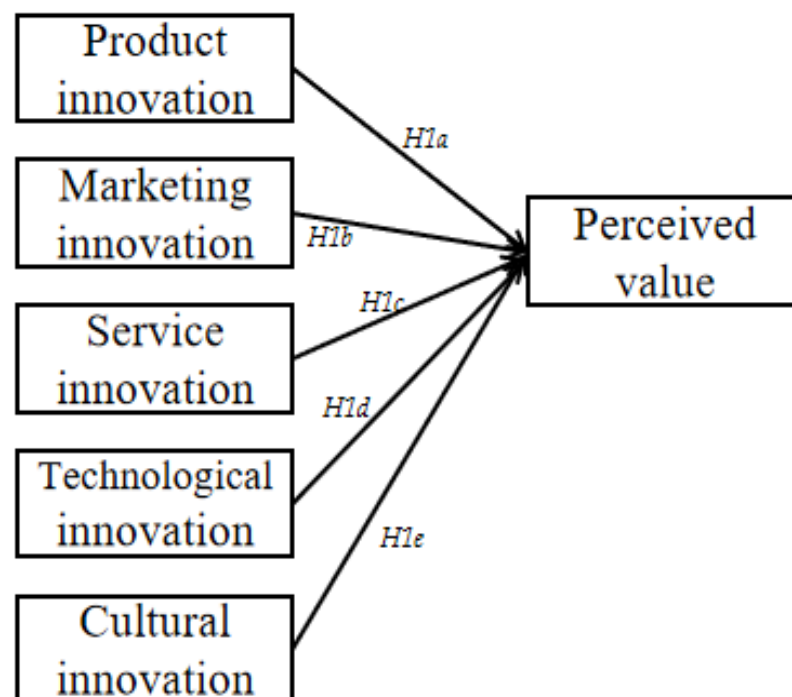 Product
innovation
H1a
Marketing
innovation
H1b
Perceived
value
Service
innovation
H1c
Technological
innovation
H1d
Cultural
innovation
H1e